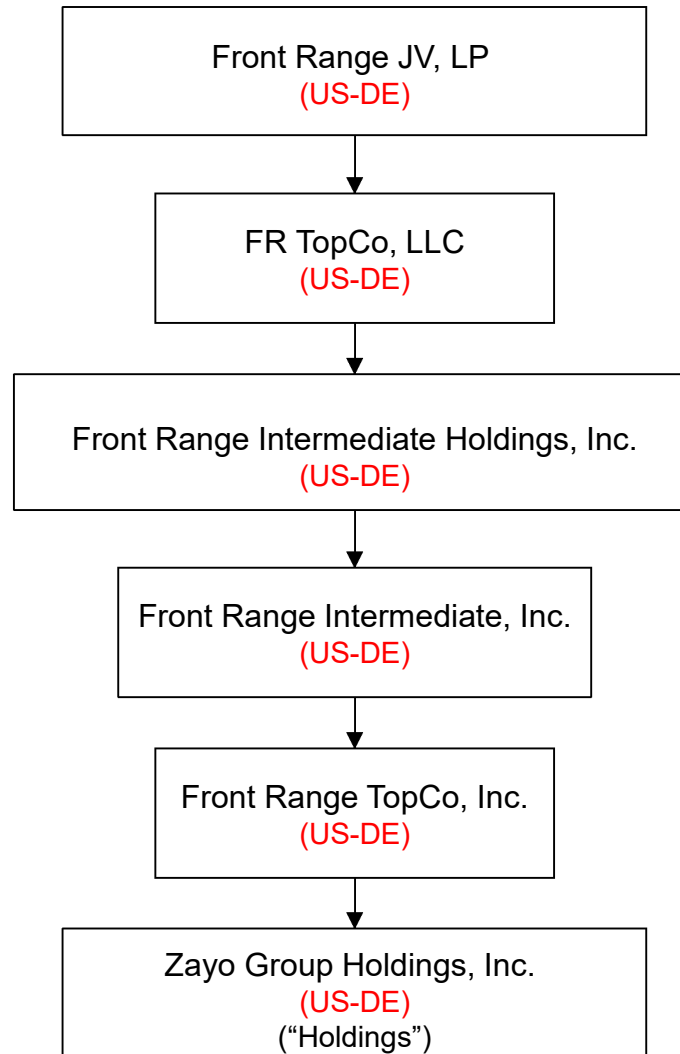 Front Range JV, LP
(US-DE)
FR TopCo, LLC
(US-DE)
Front Range Intermediate Holdings, Inc.
(US-DE)
Front Range Intermediate, Inc.
(US-DE)
Front Range TopCo, Inc.
(US-DE)
Zayo Group Holdings, Inc.
(US-DE)
(“Holdings”)